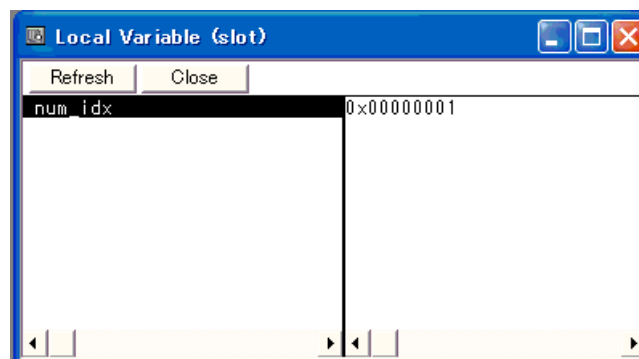 Local Variable (slot)
Refresh Close
num_idx 0x00000001